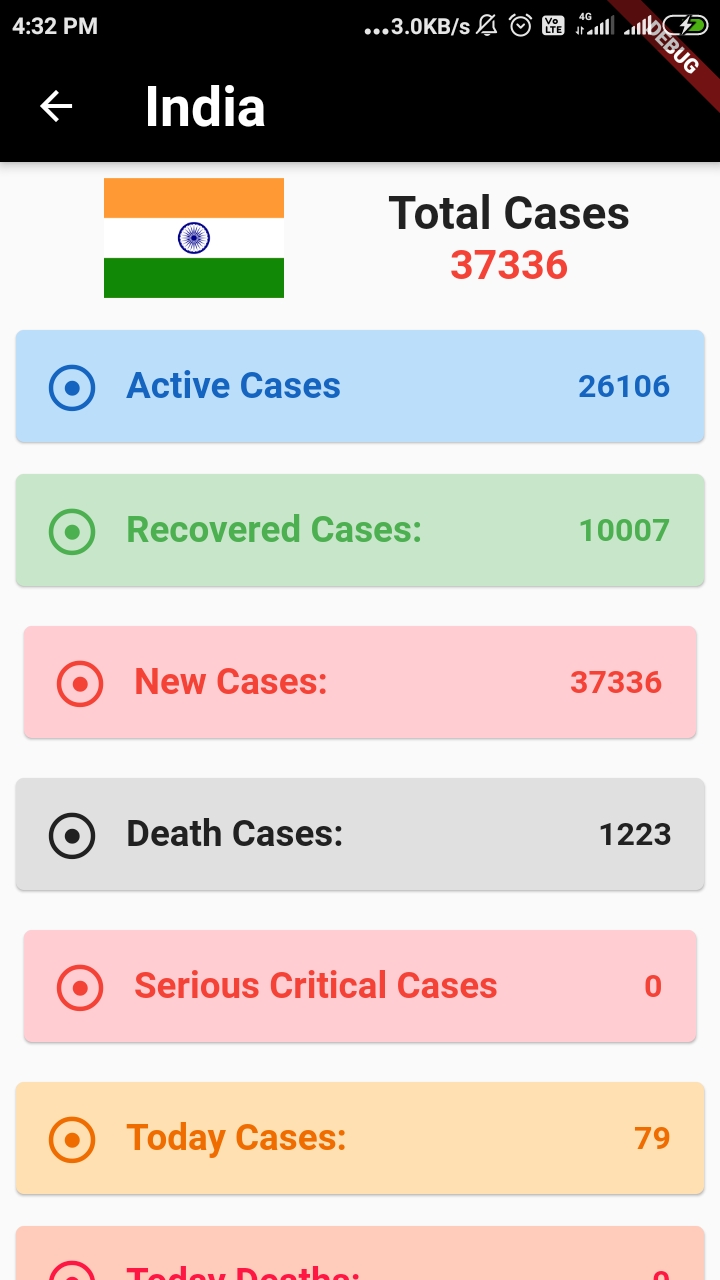 4:32 PM
...3.0KB/s
Vo LTE
4G
DEBUG
India
Total Cases
37336
Active Cases 26106
Recovered Cases: 10007
New Cases: 37336
Death Cases: 1223
Serious Critical Cases 0
Today Cases: 79
Today Deaths: 0